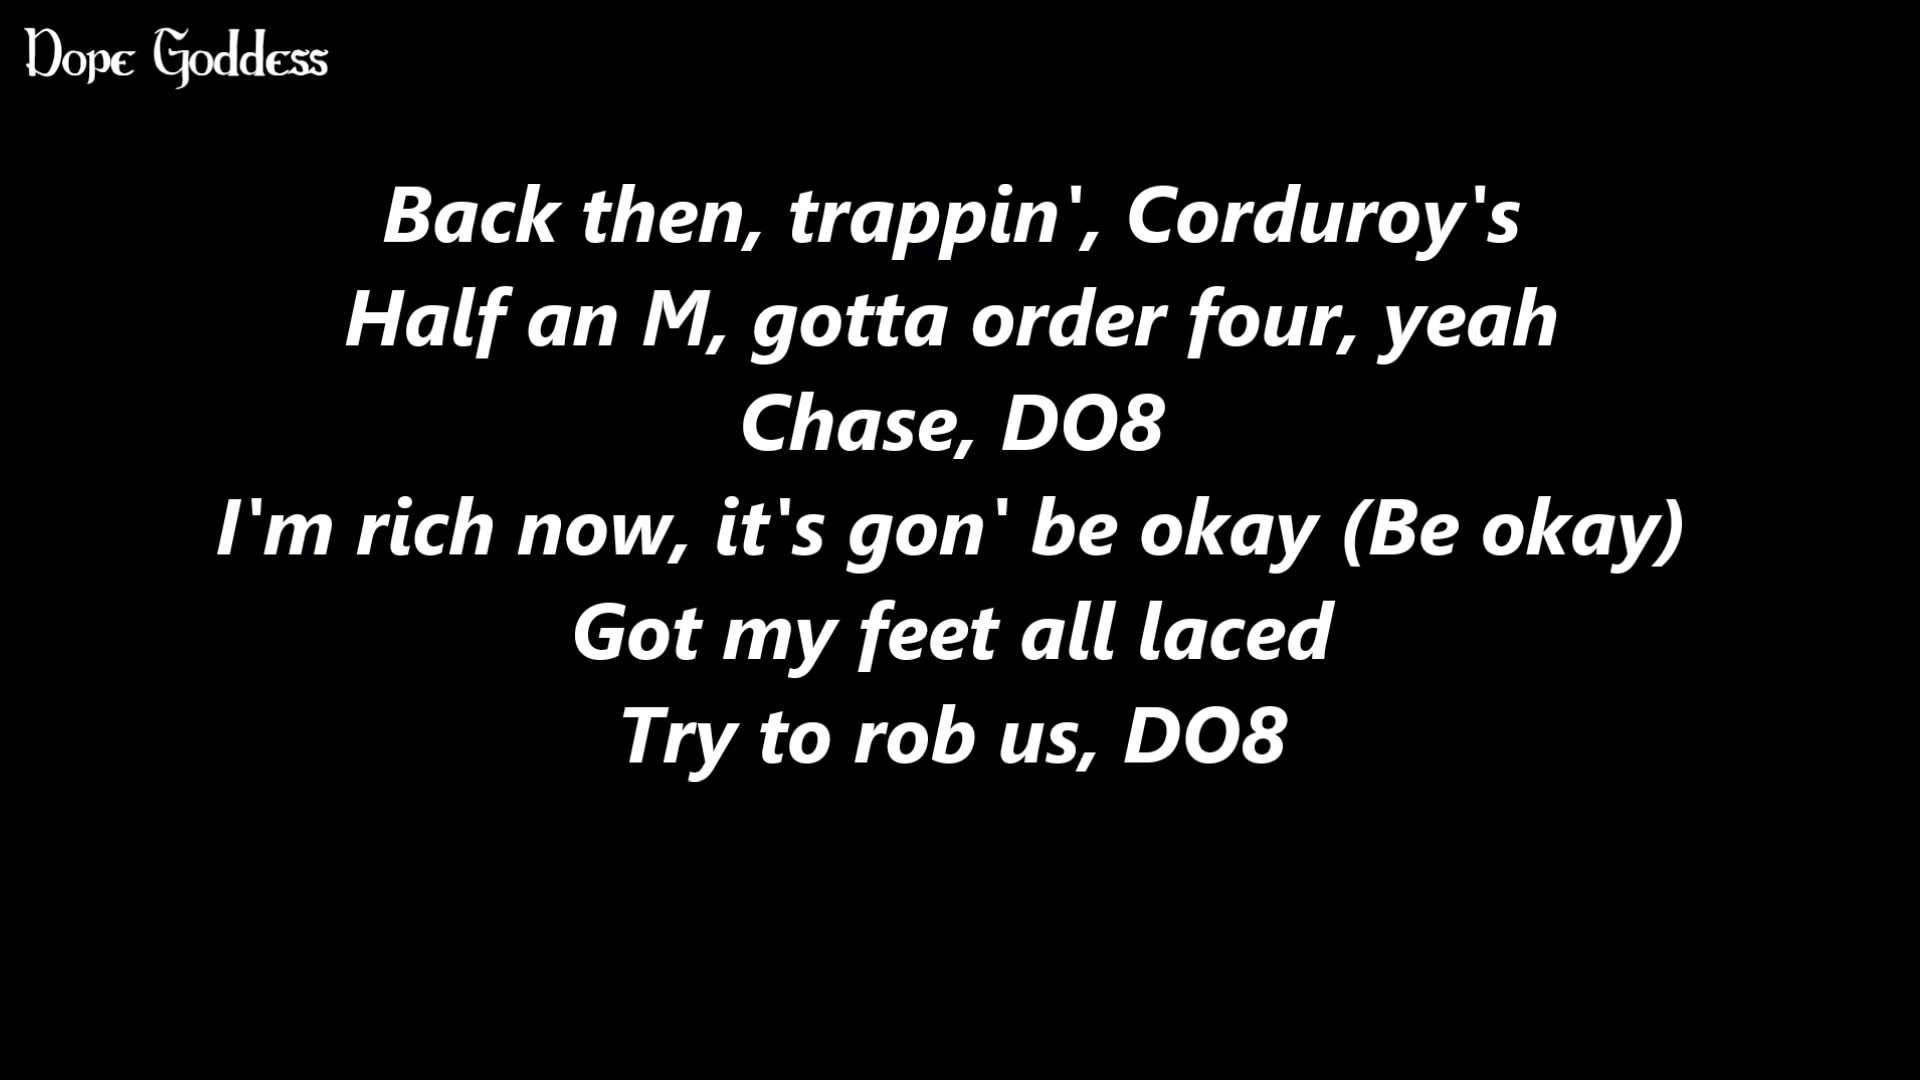 Dope Goddess
Back then, trappin', Corduroy's
Half an M, gotta order four, yeah
Chase, DO8
I'm rich now, it's gon' be okay (Be okay)
Got my feet all laced
Try to rob us, DO8